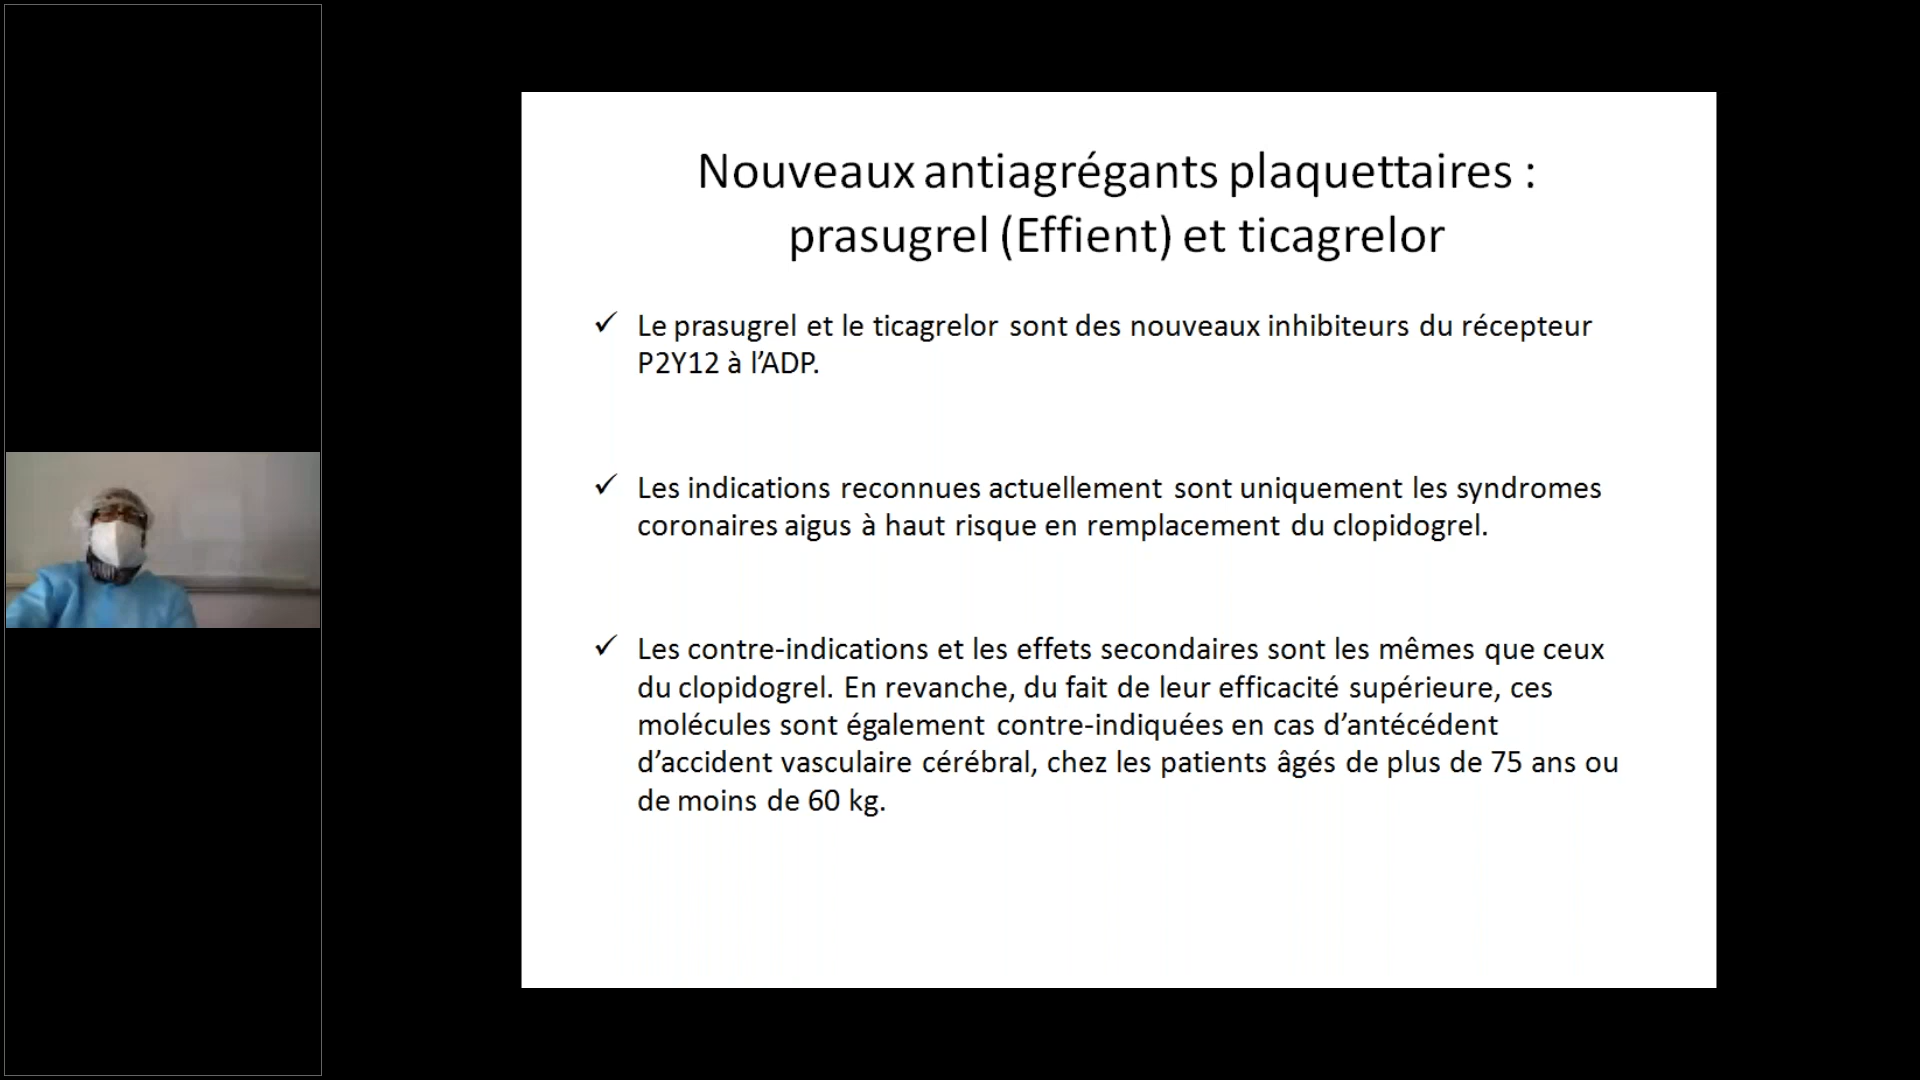 Nouveaux antiagrégants plaquettaires :
prasugrel (Effient) et ticagrelor
✓ Le prasugrel et le ticagrelor sont des nouveaux inhibiteurs du récepteur
P2Y12 à l’ADP.
✓ Les indications reconnues actuellement sont uniquement les syndromes
coronaires aigus à haut risque en remplacement du clopidogrel.
✓ Les contre-indications et les effets secondaires sont les mêmes que ceux
du clopidogrel. En revanche, du fait de leur efficacité supérieure, ces
molécules sont également contre-indiquées en cas d’antécédent
d’accident vasculaire cérébral, chez les patients âgés de plus de 75 ans ou
de moins de 60 kg.